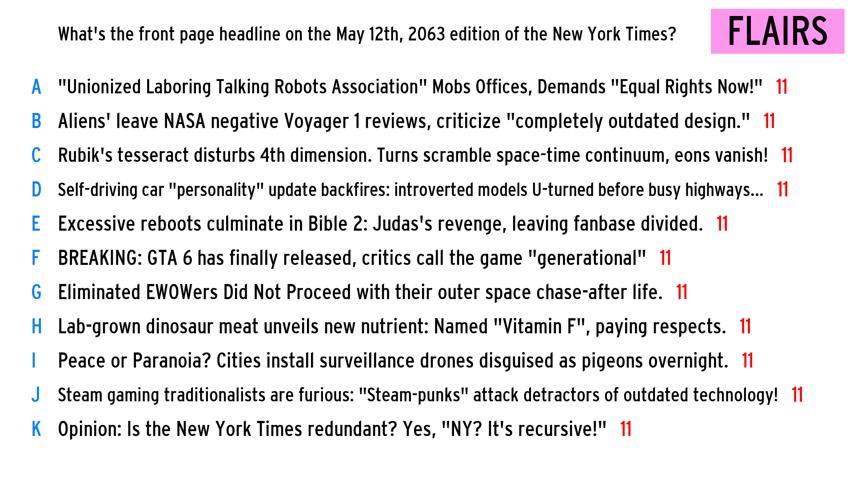 What's the front page headline on the May 12th, 2063 edition of the New York Times?
FLAIRS
A "Unionized Laboring Talking Robots Association" Mobs Offices, Demands "Equal Rights Now!" 11
B Aliens' leave NASA negative Voyager 1 reviews, criticize "completely outdated design." 11
C Rubik's tesseract disturbs 4th dimension. Turns scramble space-time continuum, eons vanish! 11
D Self-driving car "personality" update backfires: introverted models U-turned before busy highways... 11
E Excessive reboots culminate in Bible 2: Judas's revenge, leaving fanbase divided. 11
F BREAKING: GTA 6 has finally released, critics call the game "generational" 11
G Eliminated EWOWers Did Not Proceed with their outer space chase-after life. 11
H Lab-grown dinosaur meat unveils new nutrient: Named "Vitamin F", paying respects. 11
I Peace or Paranoia? Cities install surveillance drones disguised as pigeons overnight. 11
J Steam gaming traditionalists are furious: "Steam-punks" attack detractors of outdated technology! 11
K Opinion: Is the New York Times redundant? Yes, "NY? It's recursive!" 11